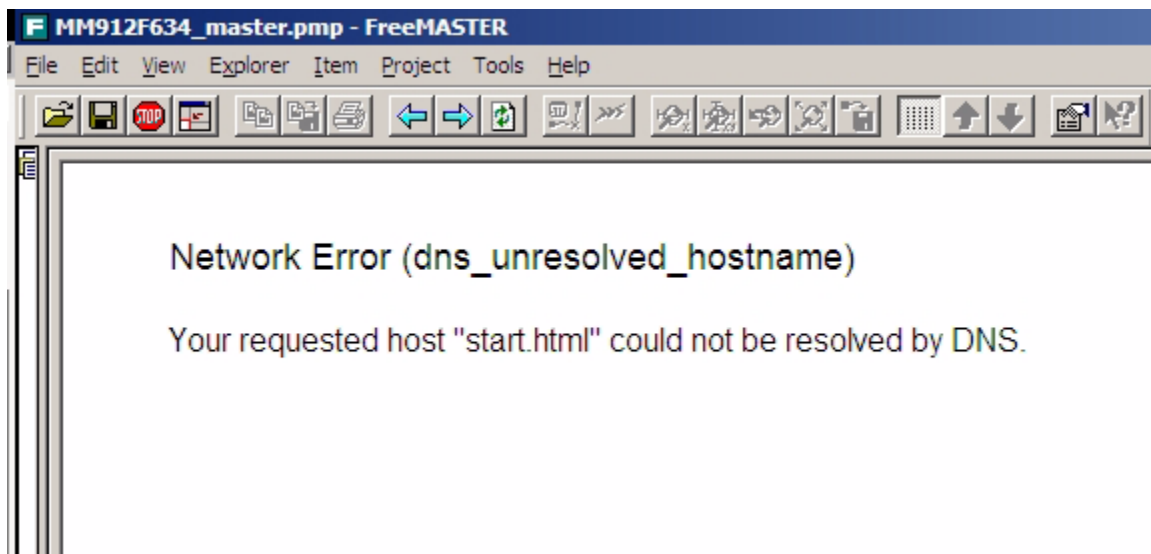 MM912F634_master.pmp - FreeMASTER
File Edit View Explorer Item Project Tools Help
STOP
Network Error (dns_unresolved_hostname)
Your requested host "start.html" could not be resolved by DNS.